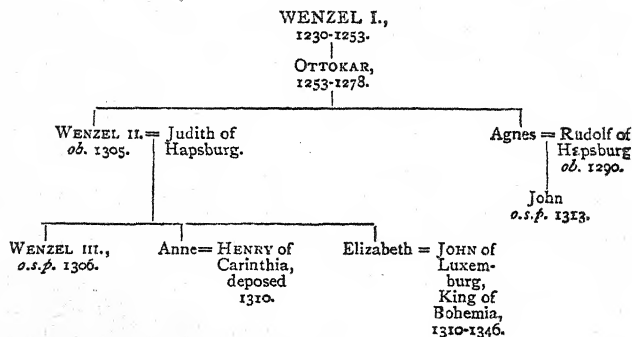 WENZEL I.,
1230-1253.
OTTOKAR,
1253-1278.
WENZEL II. = Judith of
ob. 1305. Hapsburg.
Agnes = Rudolf of
Hapsburg
ob. 1290.
John
o.s.p. 1313.
WENZEL III.,
o.s.p. 1306.
Anne = HENRY of
Carinthia,
deposed
1310.
Elizabeth = JOHN of
Luxem-
burg,
King of
Bohemia,
1310-1346.